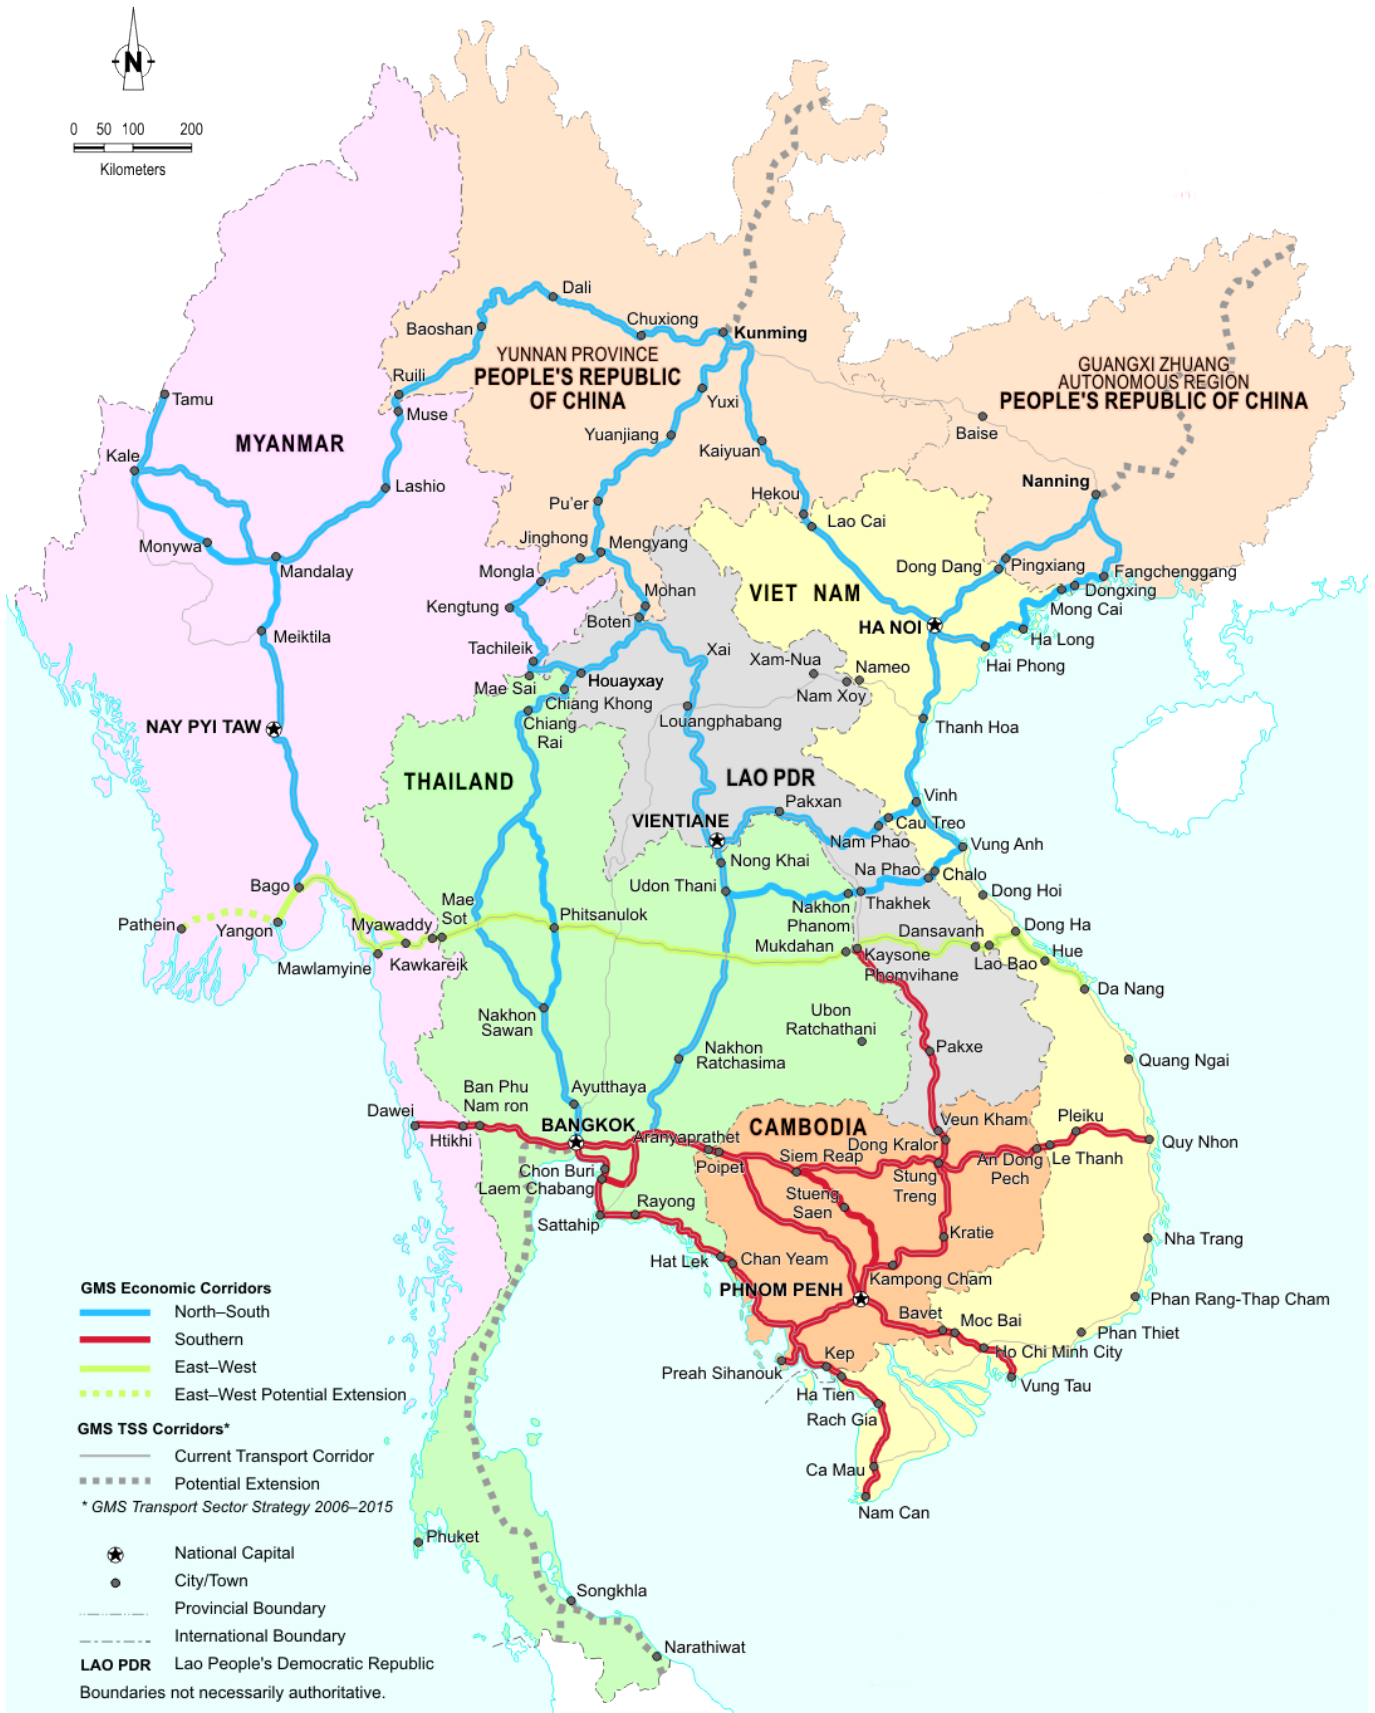 N
0 50 100 200
Kilometers
Dali
Chuxiong
Baoshan
Kunming
YUNNAN PROVINCE
PEOPLE'S REPUBLIC
OF CHINA
GUANGXI ZHUANG
AUTONOMOUS REGION
PEOPLE'S REPUBLIC OF CHINA
Ruili
Muse
Tamu
Yuxi
Yuanjiang
Kaiyuan
Baise
MYANMAR
Kale
Lashio
Nanning
Hekou
Pu'er
Lao Cai
Monywa
Mandalay
Jinghong
Mengyang
Mongla
Mohan
Dong Dang
Pingxiang
Fangchenggang
Dongxing
Mong Cai
VIET NAM
Kengtung
Boten
HA NOI
Ha Long
Hai Phong
Meiktila
Tachileik
Xai
Xam-Nua
Nameo
Nam Xoy
Mae Sai
Houayxay
Chiang Khong
Chiang
Rai
Louangphabang
Thanh Hoa
NAY PYI TAW
THAILAND
LAO PDR
Pakxan
Vinh
VIENTIANE
Cau Treo
Nam Phao
Vung Anh
Nong Khai
Na Phao
Chalo
Bago
Udon Thani
Dong Hoi
Mae
Sot
Nakhon
Phanom
Thakhek
Pathein
Yangon
Myawaddy
Phitsanulok
Dansavanh
Dong Ha
Mukdahan
Kaysone
Phomvihane
Lao Bao
Hue
Mawlamyine
Kawkareik
Da Nang
Nakhon
Sawan
Ubon
Ratchathani
Nakhon
Ratchasima
Pakxe
Quang Ngai
Ban Phu
Nam ron
Ayutthaya
Dawei
Htikhi
BANGKOK
Aranyaprathet
CAMBODIA
Veun Kham
Dong Kralor
Pleiku
Quy Nhon
Poipet
Siem Reap
Stung
Treng
An Dong
Pech
Le Thanh
Chon Buri
Laem Chabang
Stueng
Saen
Rayong
Sattahip
Kratie
Nha Trang
Hat Lek
Chan Yeam
Kampong Cham
PHNOM PENH
Bavet
Moc Bai
Phan Rang-Thap Cham
Phan Thiet
Ho Chi Minh City
Preah Sihanouk
Kep
Vung Tau
Ha Tien
Rach Gia
Ca Mau
Nam Can
Phuket
Songkhla
Narathiwat
GMS Economic Corridors
North–South
Southern
East–West
East–West Potential Extension
GMS TSS Corridors*
Current Transport Corridor
Potential Extension
* GMS Transport Sector Strategy 2006–2015
National Capital
City/Town
Provincial Boundary
International Boundary
LAO PDR Lao People's Democratic Republic
Boundaries not necessarily authoritative.